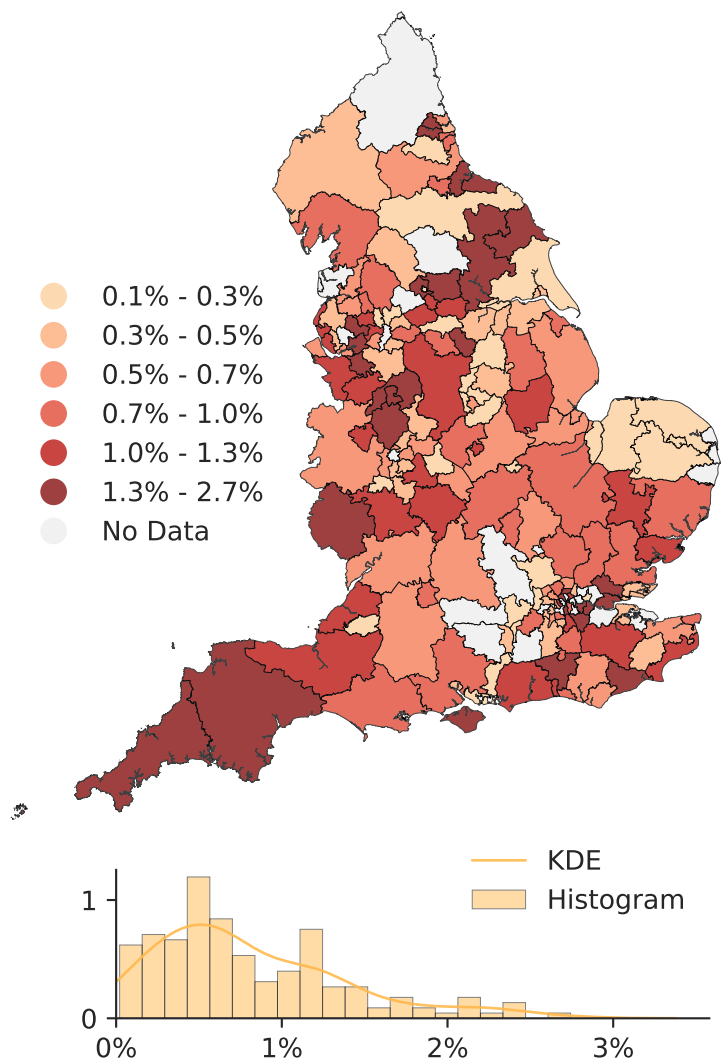 0.1% - 0.3%
0.3% - 0.5%
0.5% - 0.7%
0.7% - 1.0%
1.0% - 1.3%
1.3% - 2.7%
No Data
KDE
Histogram
1
0
0% 1% 2% 3%